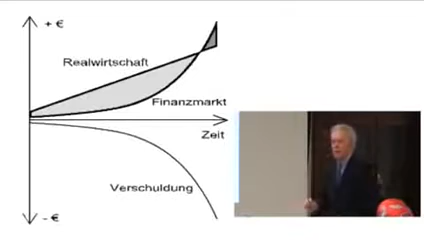 + €
Realwirtschaft
Finanzmarkt
Zeit
Verschuldung
- €